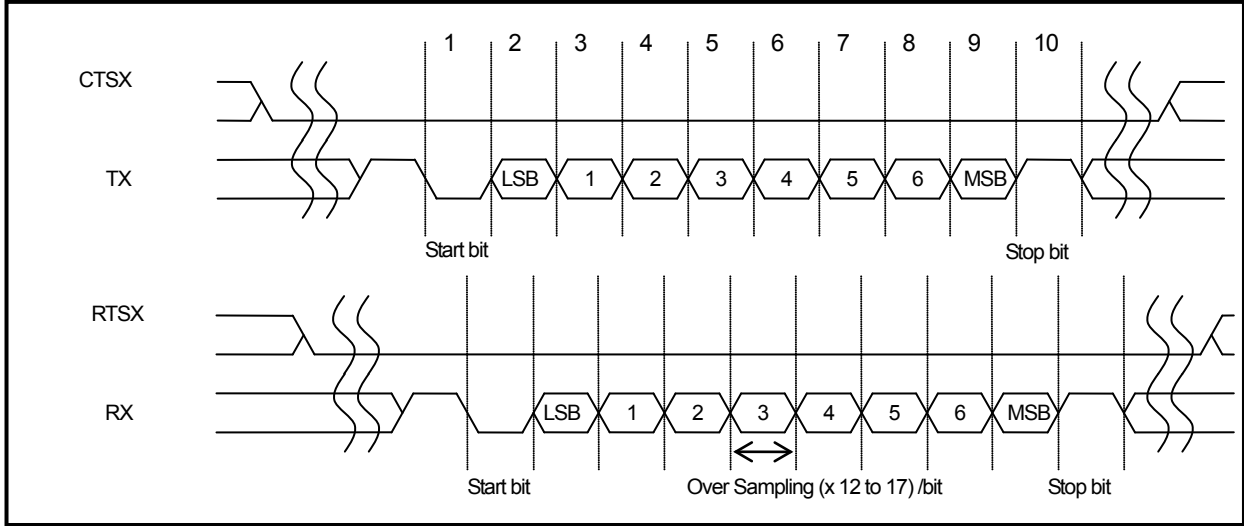 1 2 3 4 5 6 7 8 9 10
CTSX
TX LSB 1 2 3 4 5 6 MSB
Start bit Stop bit
RTSX
RX LSB 1 2 3 4 5 6 MSB
Start bit Over Sampling (x 12 to 17) /bit Stop bit